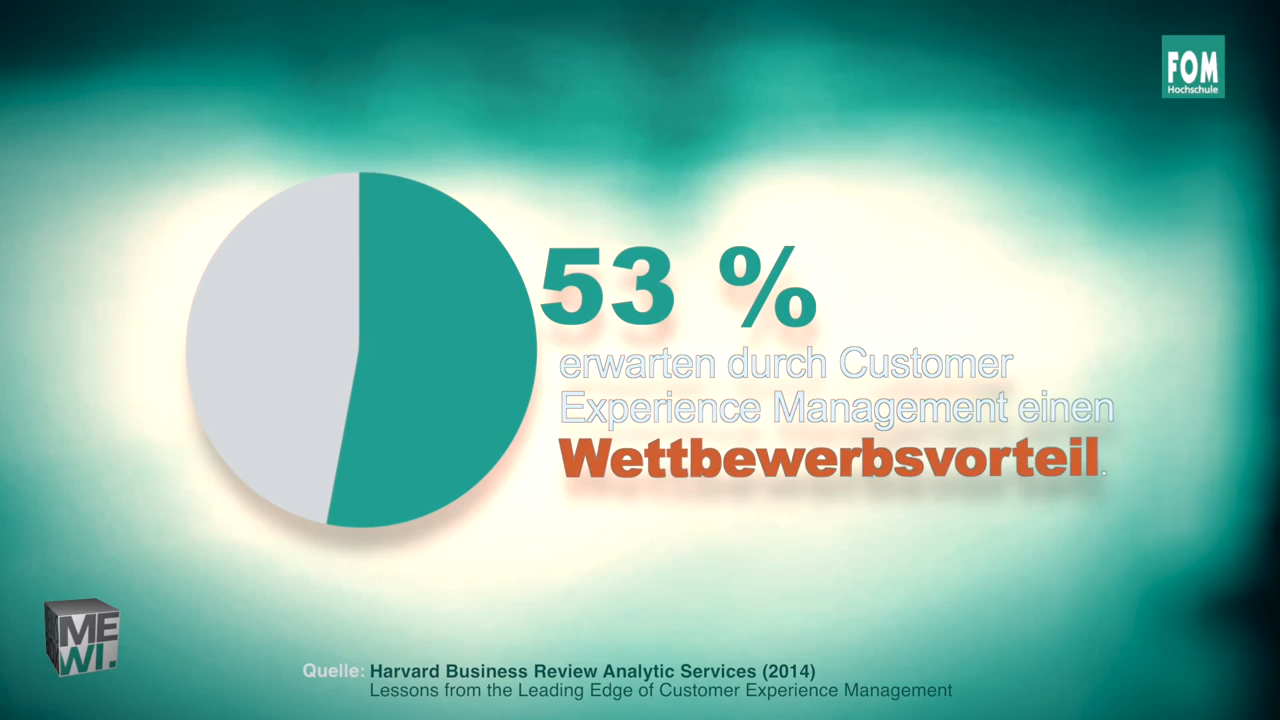 FOM
Hochschule
53 %
erwarten durch Customer
Experience Management einen
Wettbewerbsvorteil.
ME
WI.
Quelle: Harvard Business Review Analytic Services (2014)
Lessons from the Leading Edge of Customer Experience Management